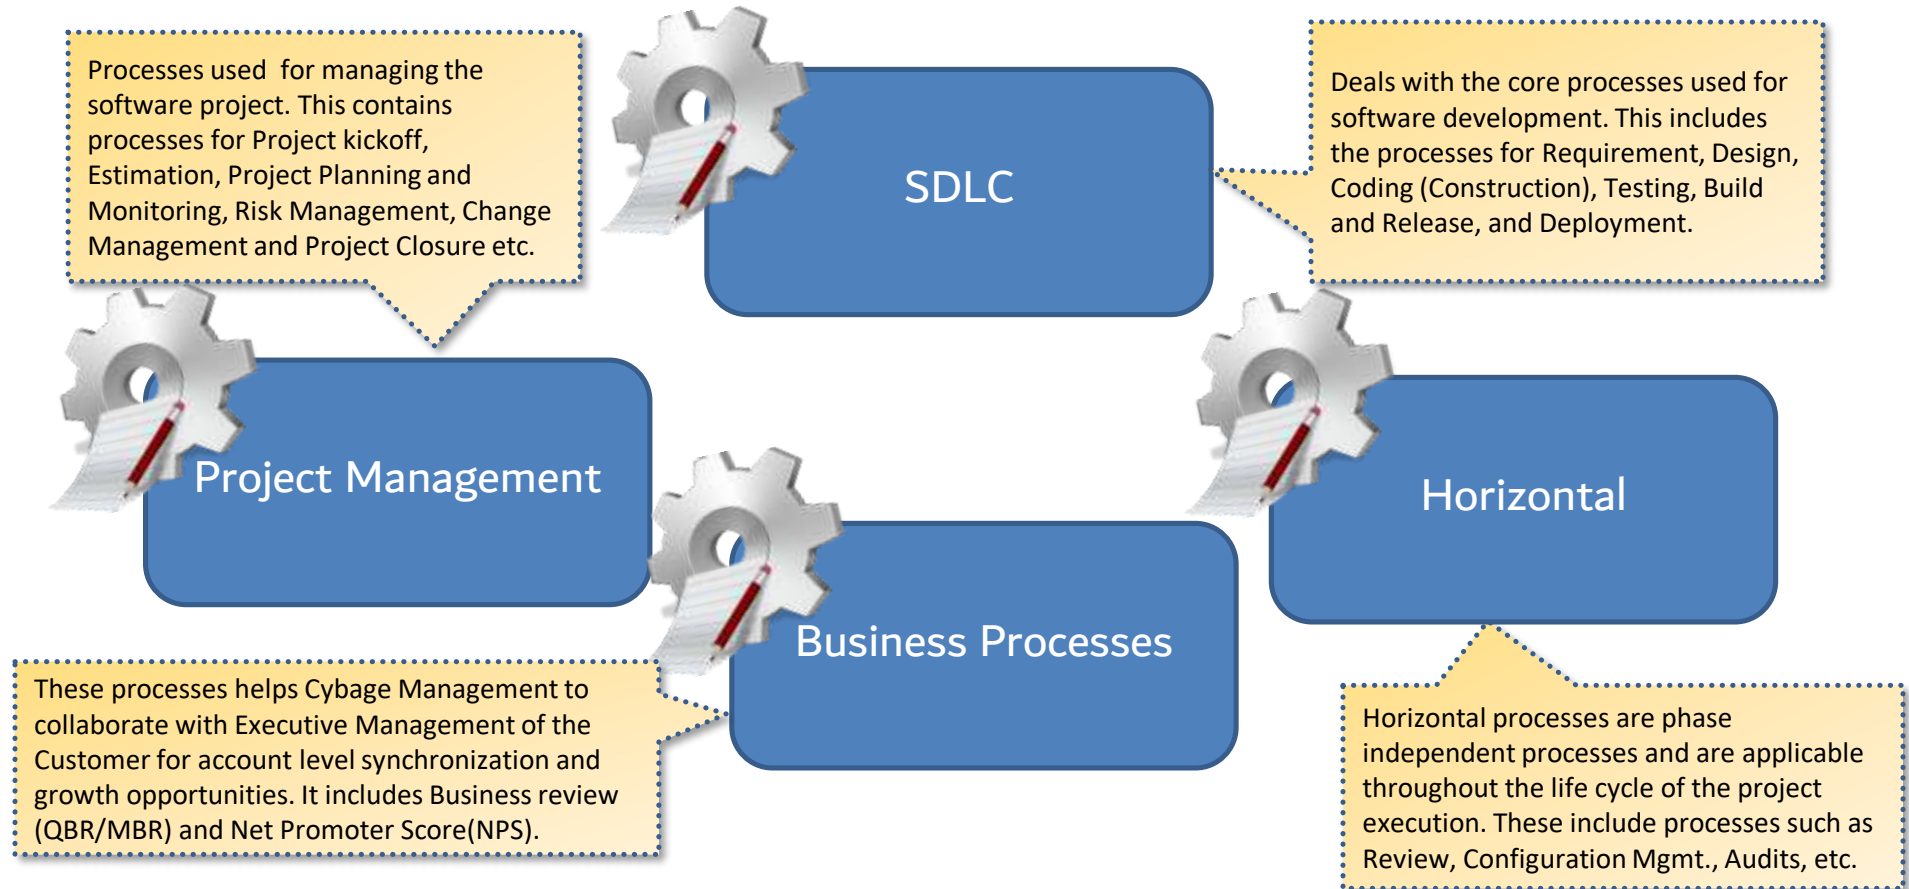 Processes used for managing the
software project. This contains
processes for Project kickoff,
Estimation, Project Planning and
Monitoring, Risk Management, Change
Management and Project Closure etc.
SDLC
Deals with the core processes used for
software development. This includes
the processes for Requirement, Design,
Coding (Construction), Testing, Build
and Release, and Deployment.
Project Management
Horizontal
Business Processes
These processes helps Cybage Management to
collaborate with Executive Management of the
Customer for account level synchronization and
growth opportunities. It includes Business review
(QBR/MBR) and Net Promoter Score(NPS).
Horizontal processes are phase
independent processes and are applicable
throughout the life cycle of the project
execution. These include processes such as
Review, Configuration Mgmt., Audits, etc.